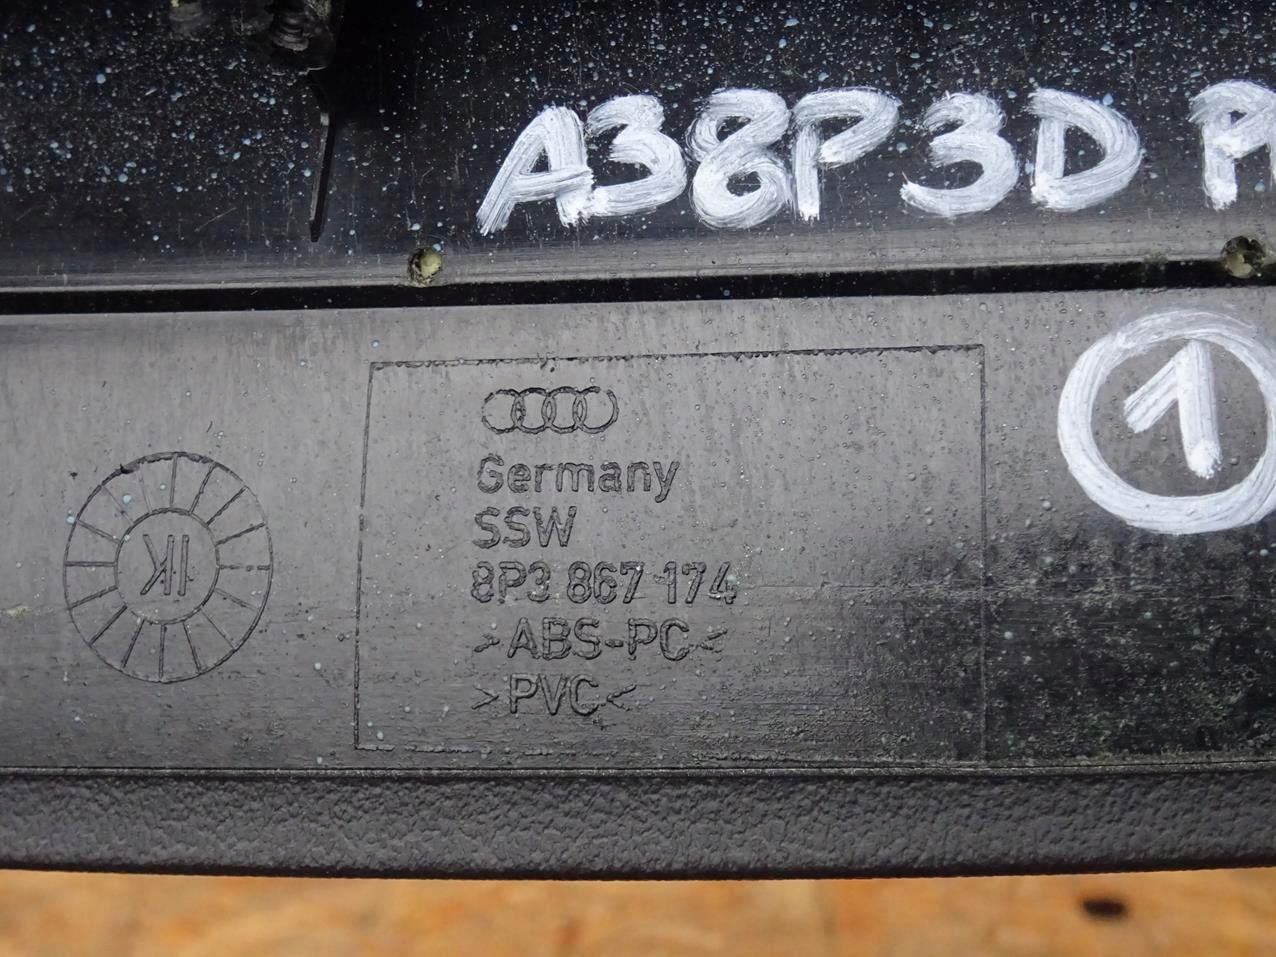 A38P3D
1
Germany
SSW
8P3 867 174
>ABS-PC<
>PVC<